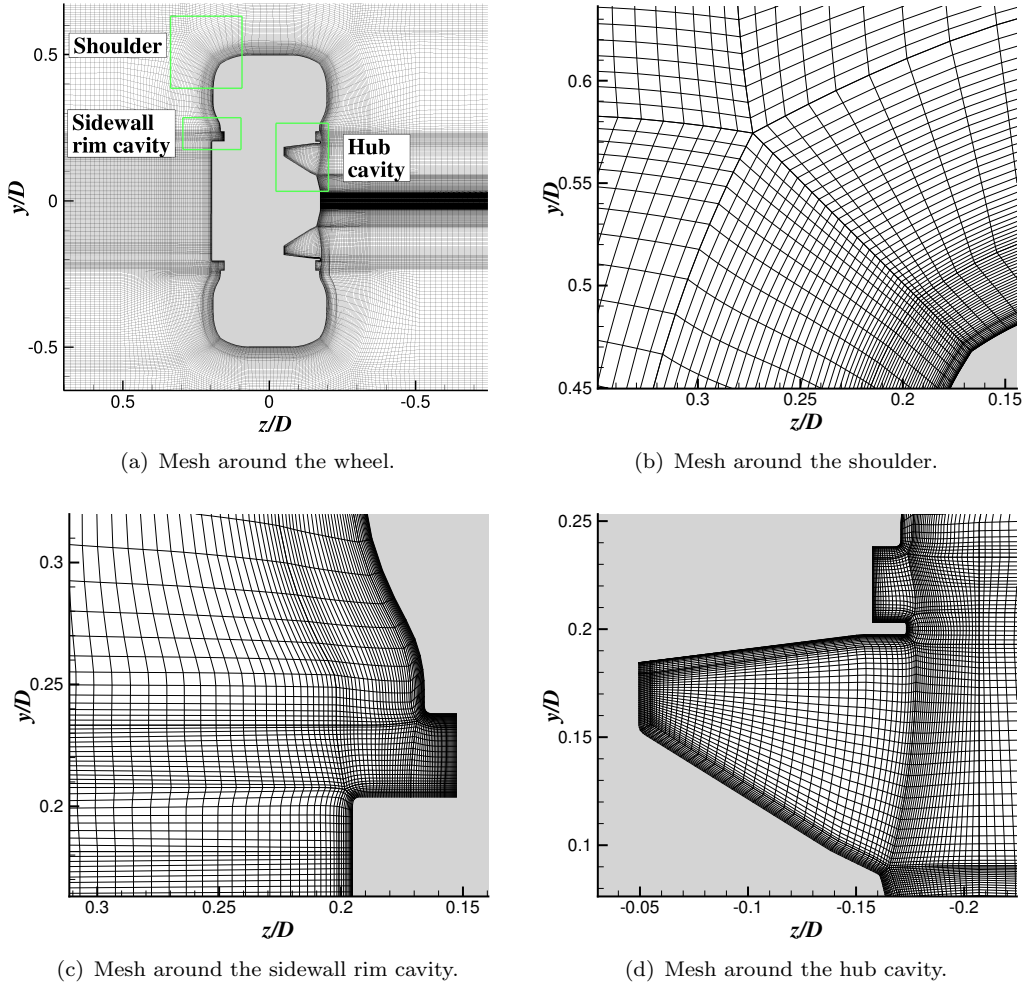 Shoulder
Sidewall
rim cavity
Hub
cavity
0.5
0
-0.5
y/D
0.5
0
-0.5
z/D
(a) Mesh around the wheel.
0.6
0.55
0.5
0.45
y/D
0.3
0.25
0.2
0.15
z/D
(b) Mesh around the shoulder.
0.3
0.25
0.2
y/D
0.3
0.25
0.2
0.15
z/D
(c) Mesh around the sidewall rim cavity.
0.25
0.2
0.15
0.1
y/D
-0.05
-0.1
-0.15
-0.2
z/D
(d) Mesh around the hub cavity.